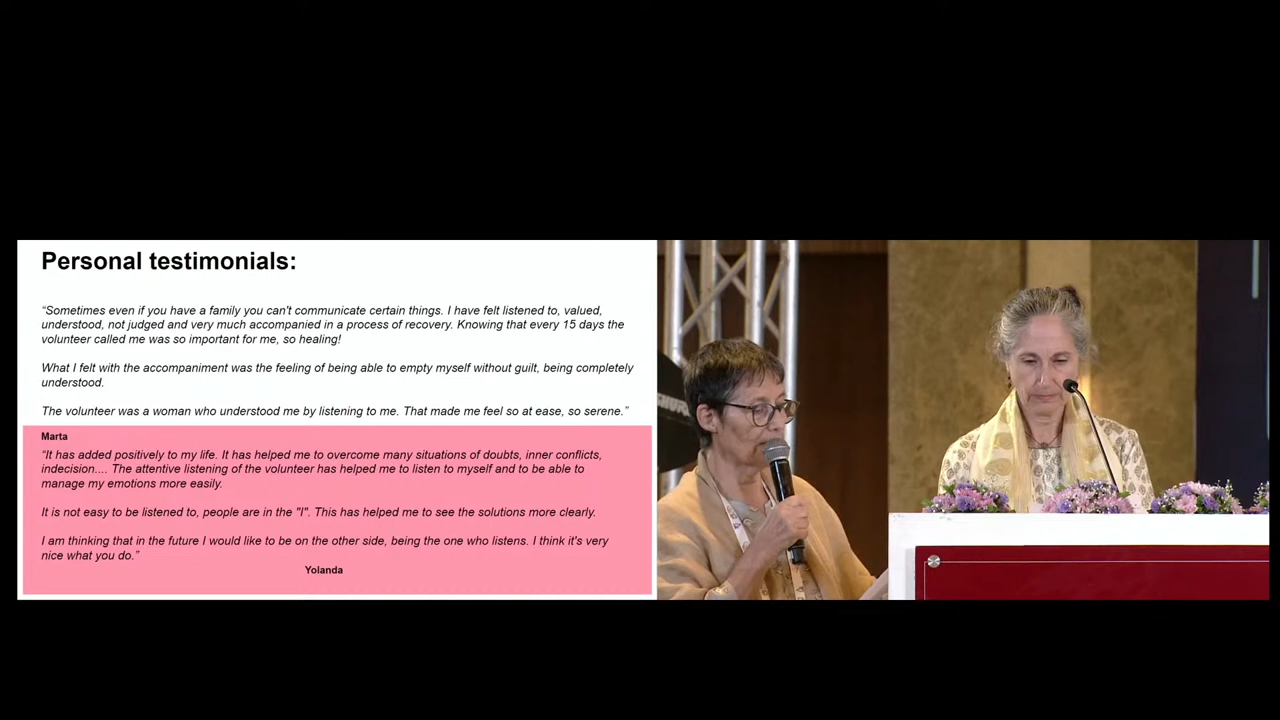 Personal testimonials:
“Sometimes even if you have a family you can't communicate certain things. I have felt listened to, valued,
understood, not judged and very much accompanied in a process of recovery. Knowing that every 15 days the
volunteer called me was so important for me, so healing!
What I felt with the accompaniment was the feeling of being able to empty myself without guilt, being completely
understood.
The volunteer was a woman who understood me by listening to me. That made me feel so at ease, so serene.”
Marta
“It has added positively to my life. It has helped me to overcome many situations of doubts, inner conflicts,
indecision.... The attentive listening of the volunteer has helped me to listen to myself and to be able to
manage my emotions more easily.
It is not easy to be listened to, people are in the "I". This has helped me to see the solutions more clearly.
I am thinking that in the future I would like to be on the other side, being the one who listens. I think it's very
nice what you do.”
Yolanda